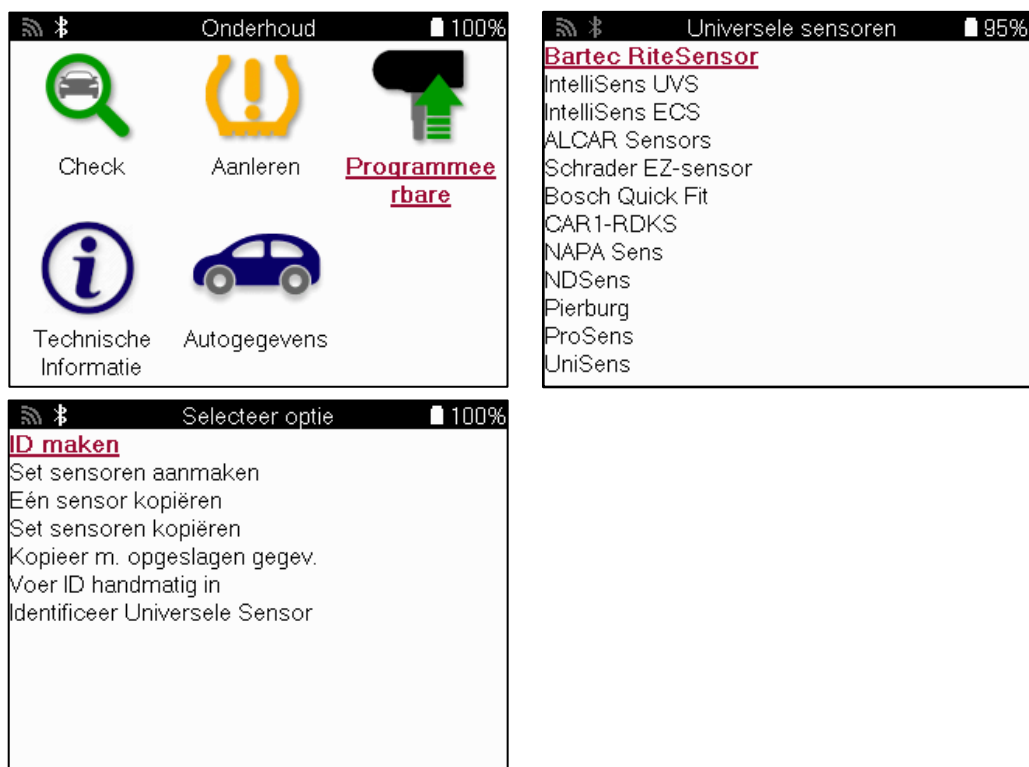 Onderhoud 100%
Check
Aanleren
Programmee
rbare
Technische
Informatie
Autogegevens
Universele sensoren 95%
Bartec RiteSensor
IntelliSens UVS
IntelliSens ECS
ALCAR Sensors
Schrader EZ-sensor
Bosch Quick Fit
CAR1-RDKS
NAPA Sens
NDSens
Pierburg
ProSens
UniSens
Selecteer optie 100%
ID maken
Set sensoren aanmaken
Eén sensor kopiëren
Set sensoren kopiëren
Kopieer m. opgeslagen gegev.
Voer ID handmatig in
Identificeer Universele Sensor